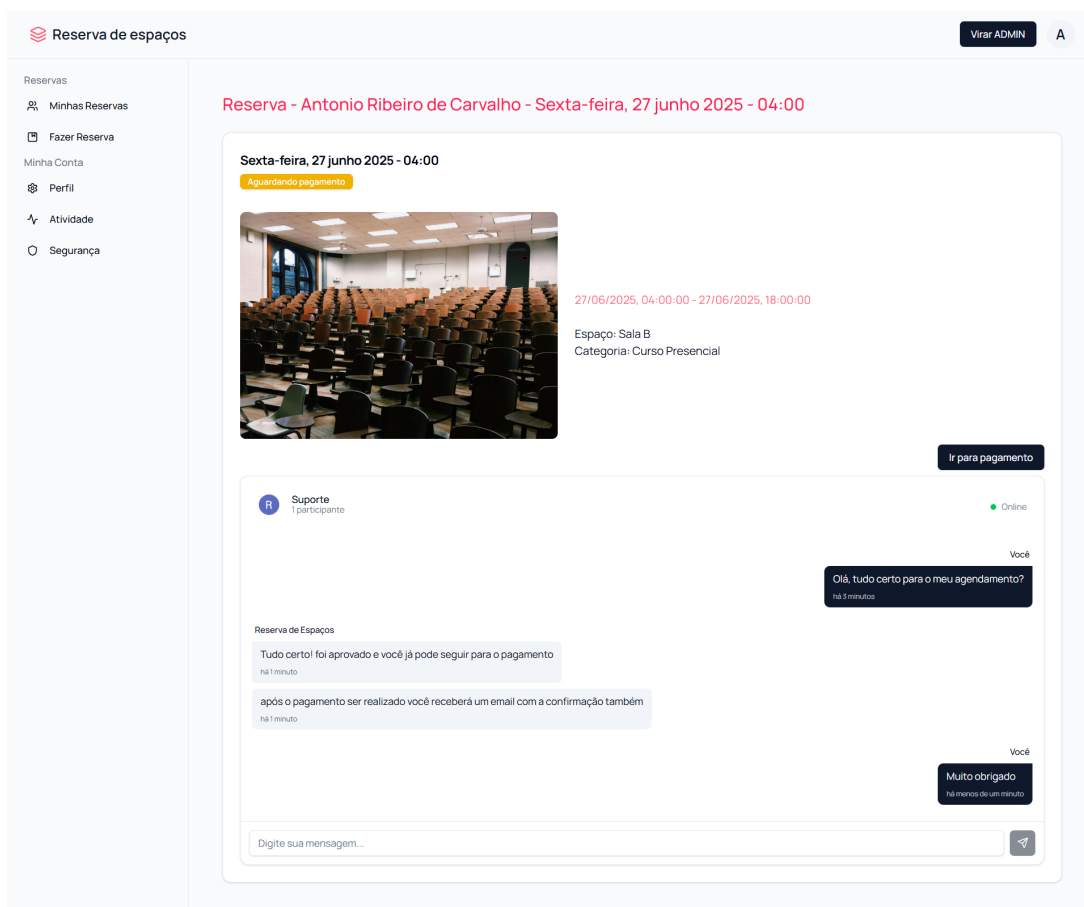 Reserva de espaços
Virar ADMIN
A
Reservas
Minhas Reservas
Fazer Reserva
Minha Conta
Perfil
Atividade
Segurança
Reserva - Antonio Ribeiro de Carvalho - Sexta-feira, 27 junho 2025 - 04:00
Sexta-feira, 27 junho 2025 - 04:00
Aguardando pagamento
27/06/2025, 04:00:00 - 27/06/2025, 18:00:00
Espaço: Sala B
Categoria: Curso Presencial
Ir para pagamento
R
Suporte
1 participante
Online
Você
Olá, tudo certo para o meu agendamento?
há 3 minutos
Reserva de Espaços
Tudo certo! foi aprovado e você já pode seguir para o pagamento
há 1 minuto
após o pagamento ser realizado você receberá um email com a confirmação também
há 1 minuto
Você
Muito obrigado
há menos de um minuto
Digite sua mensagem...